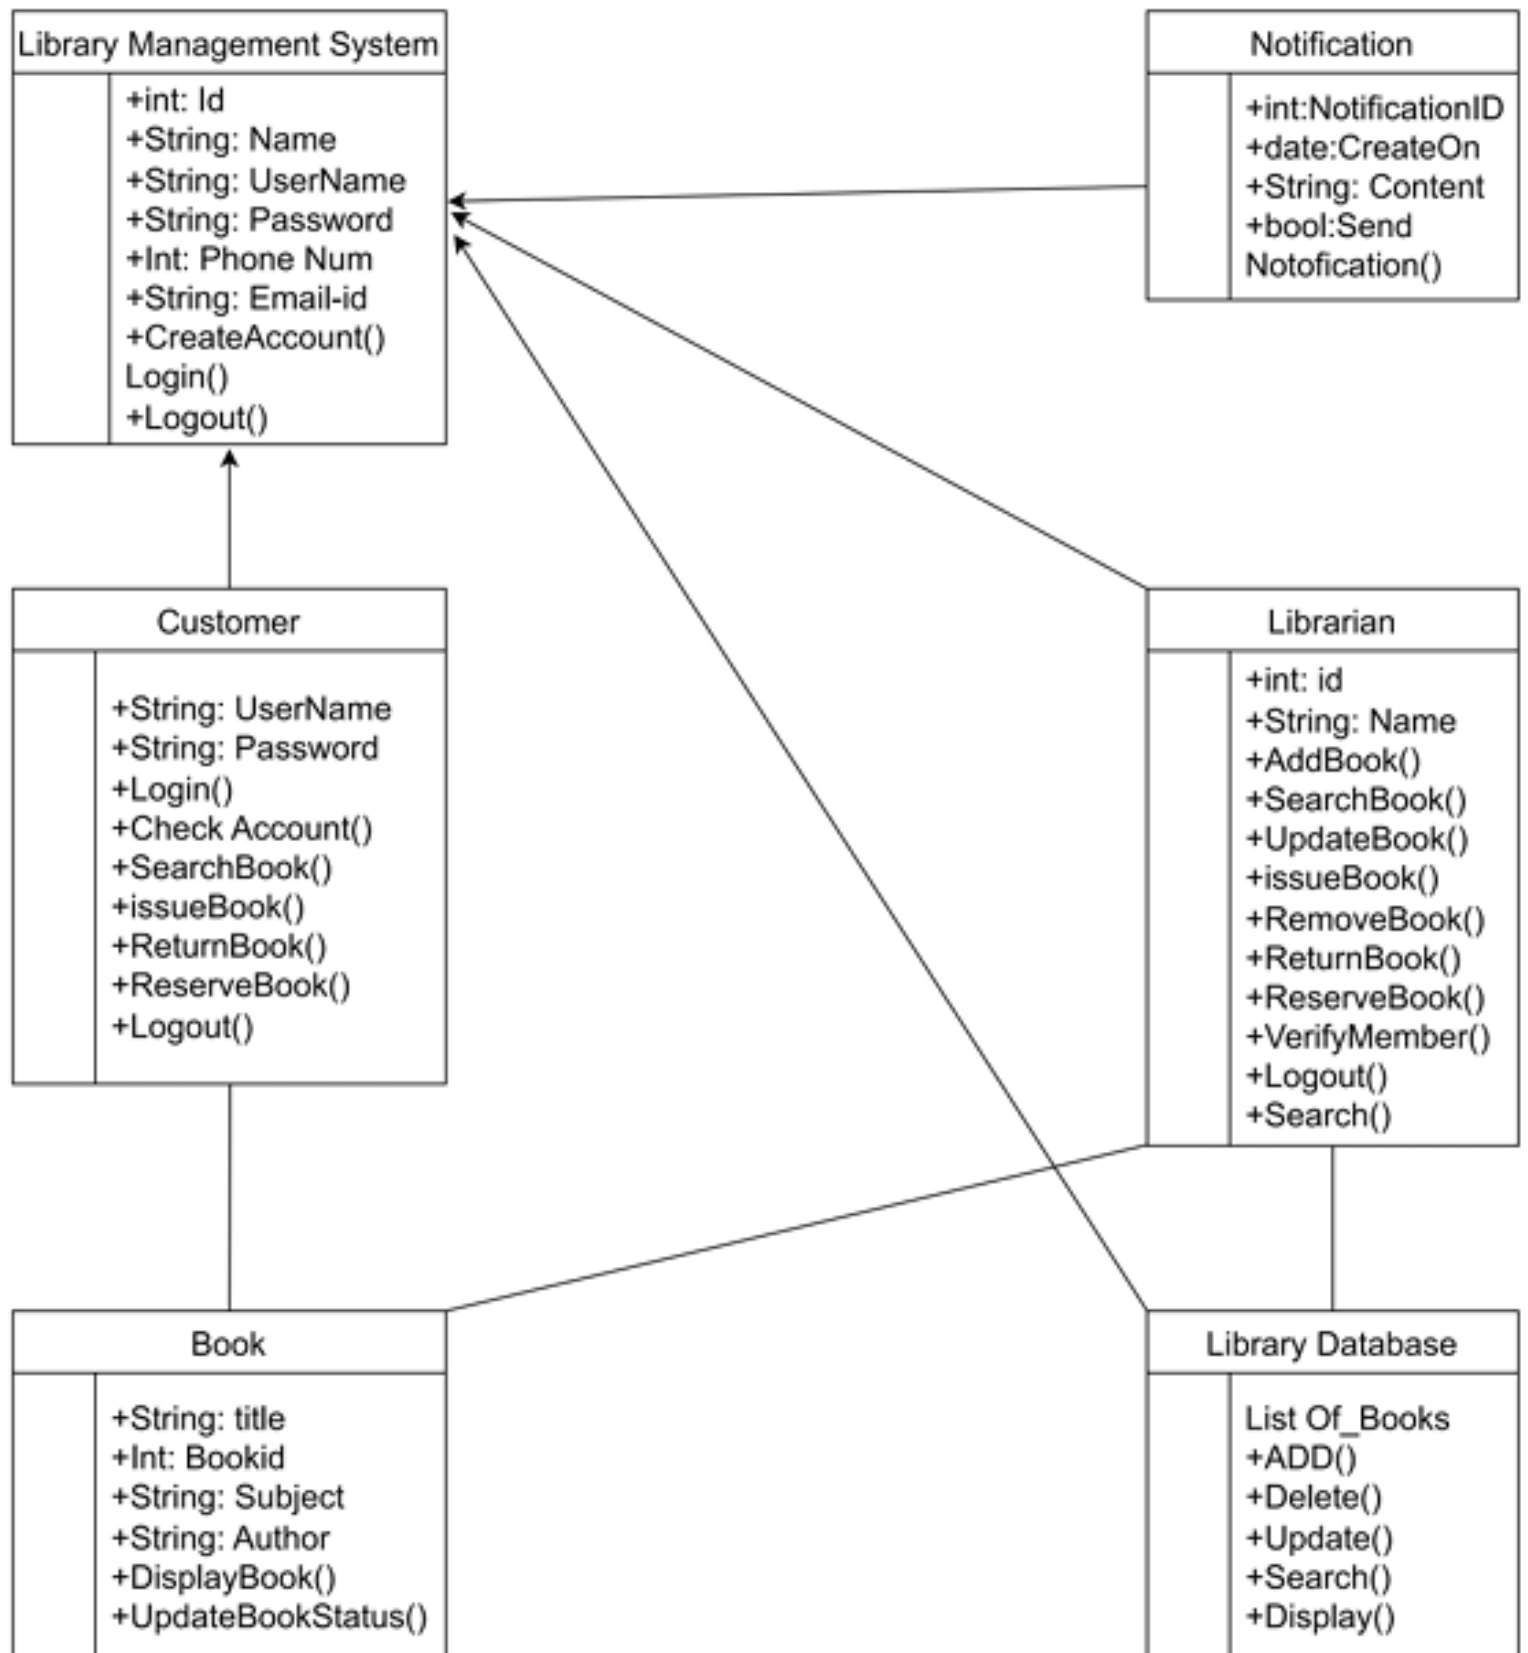 Library Management System
+int: Id
+String: Name
+String: UserName
+String: Password
+Int: Phone Num
+String: Email-id
+CreateAccount()
Login()
+Logout()
Notification
+int:NotificationID
+date:CreateOn
+String: Content
+bool:Send
Notofication()
Customer
+String: UserName
+String: Password
+Login()
+Check Account()
+SearchBook()
+issueBook()
+ReturnBook()
+ReserveBook()
+Logout()
Librarian
+int: id
+String: Name
+AddBook()
+SearchBook()
+UpdateBook()
+issueBook()
+RemoveBook()
+ReturnBook()
+ReserveBook()
+VerifyMember()
+Logout()
+Search()
Book
+String: title
+Int: Bookid
+String: Subject
+String: Author
+DisplayBook()
+UpdateBookStatus()
Library Database
List Of_Books
+ADD()
+Delete()
+Update()
+Search()
+Display()